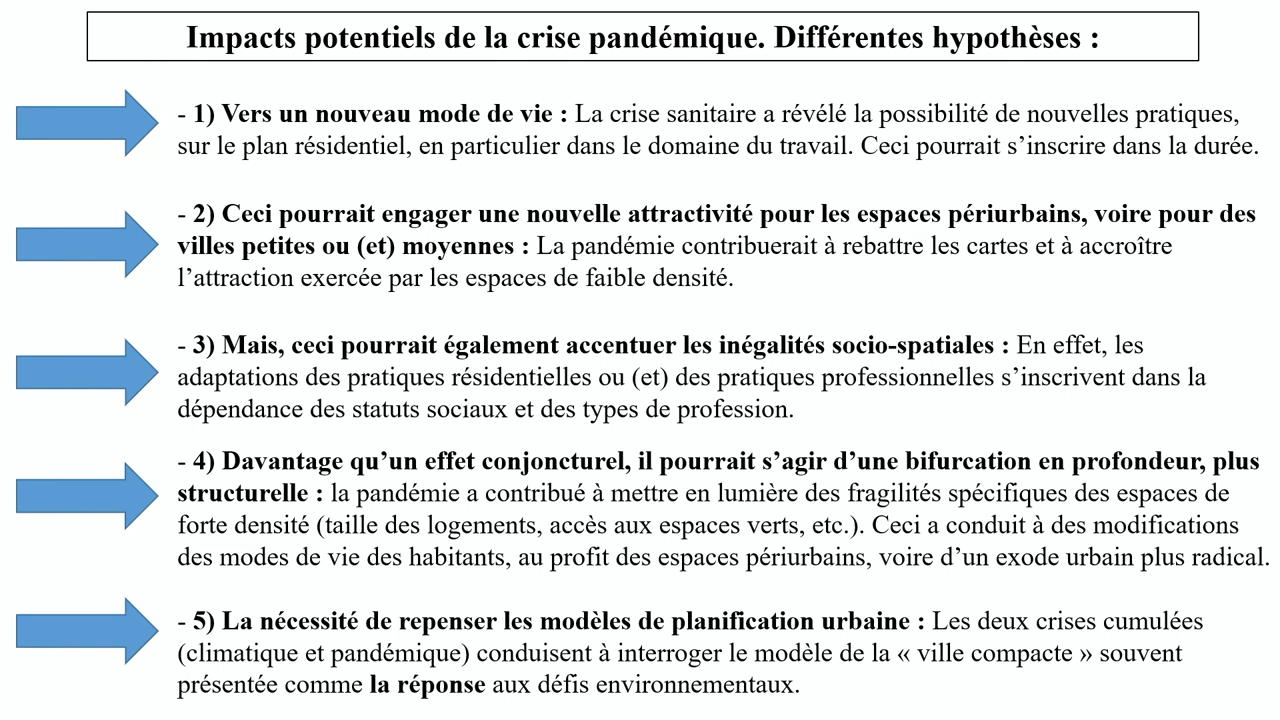 Impacts potentiels de la crise pandémique. Différentes hypothèses :
- 1) Vers un nouveau mode de vie : La crise sanitaire a révélé la possibilité de nouvelles pratiques,
sur le plan résidentiel, en particulier dans le domaine du travail. Ceci pourrait s’inscrire dans la durée.
- 2) Ceci pourrait engager une nouvelle attractivité pour les espaces périurbains, voire pour des
villes petites ou (et) moyennes : La pandémie contribuerait à rebattre les cartes et à accroître
l’attraction exercée par les espaces de faible densité.
- 3) Mais, ceci pourrait également accentuer les inégalités socio-spatiales : En effet, les
adaptations des pratiques résidentielles ou (et) des pratiques professionnelles s’inscrivent dans la
dépendance des statuts sociaux et des types de profession.
- 4) Davantage qu’un effet conjoncturel, il pourrait s’agir d’une bifurcation en profondeur, plus
structurelle : la pandémie a contribué à mettre en lumière des fragilités spécifiques des espaces de
forte densité (taille des logements, accès aux espaces verts, etc.). Ceci a conduit à des modifications
des modes de vie des habitants, au profit des espaces périurbains, voire d’un exode urbain plus radical.
- 5) La nécessité de repenser les modèles de planification urbaine : Les deux crises cumulées
(climatique et pandémique) conduisent à interroger le modèle de la « ville compacte » souvent
présentée comme la réponse aux défis environnementaux.